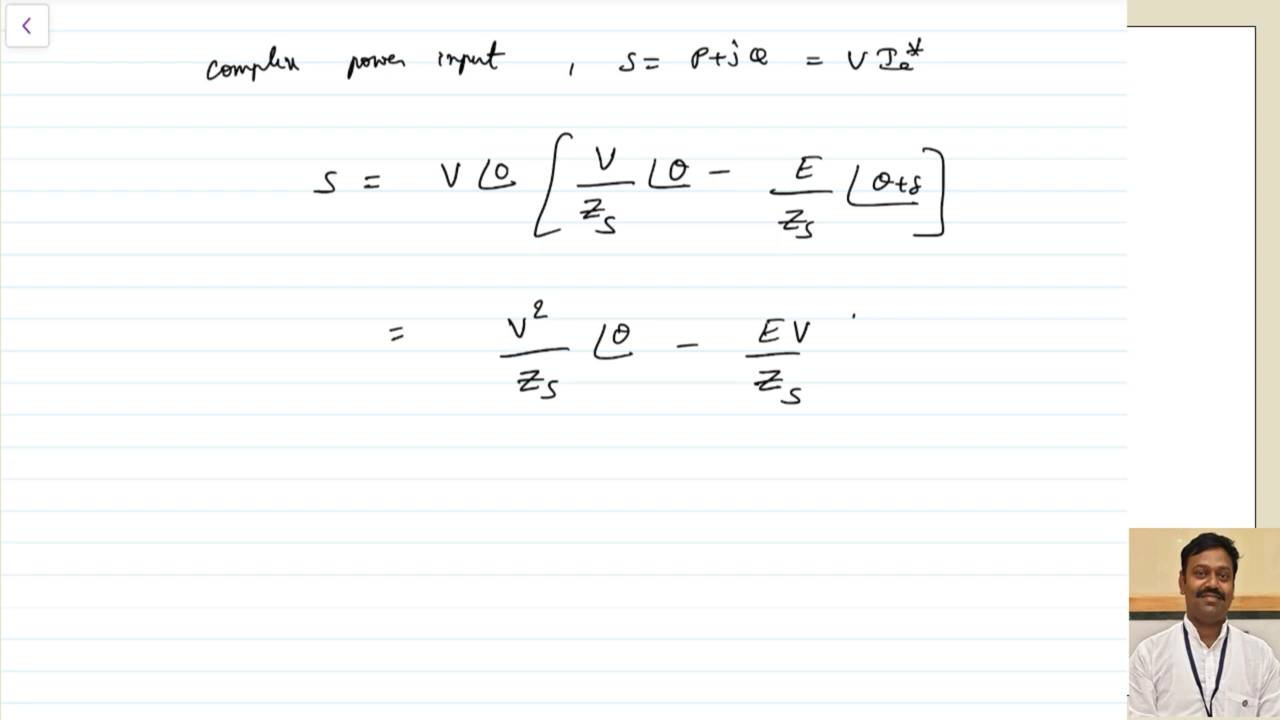 complex power input , S = P+jQ = V Ia*
S = V∠0 [ V/Zs ∠θ - E/Zs ∠θ+δ ]
= V²/Zs ∠θ - EV/Zs